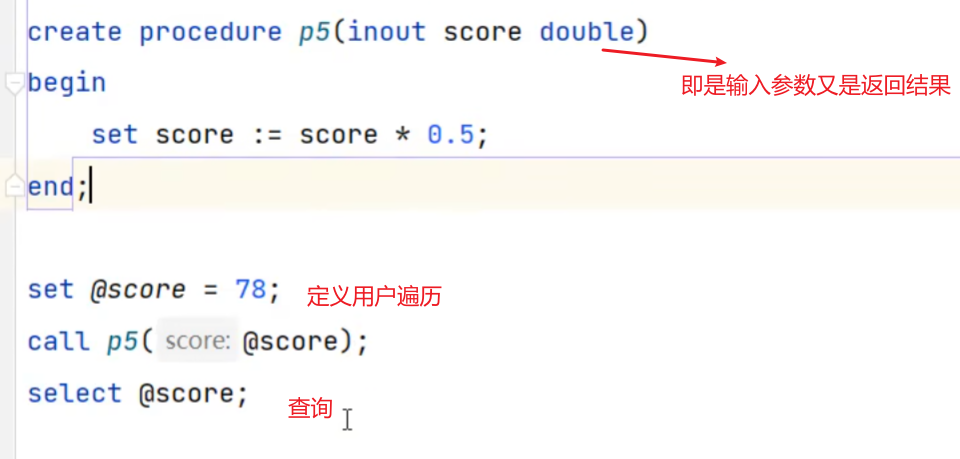 create procedure p5(inout score double)
即是输入参数又是返回结果
begin
set score := score * 0.5;
end;
set @score = 78; 定义用户遍历
call p5( score: @score);
select @score; 查询